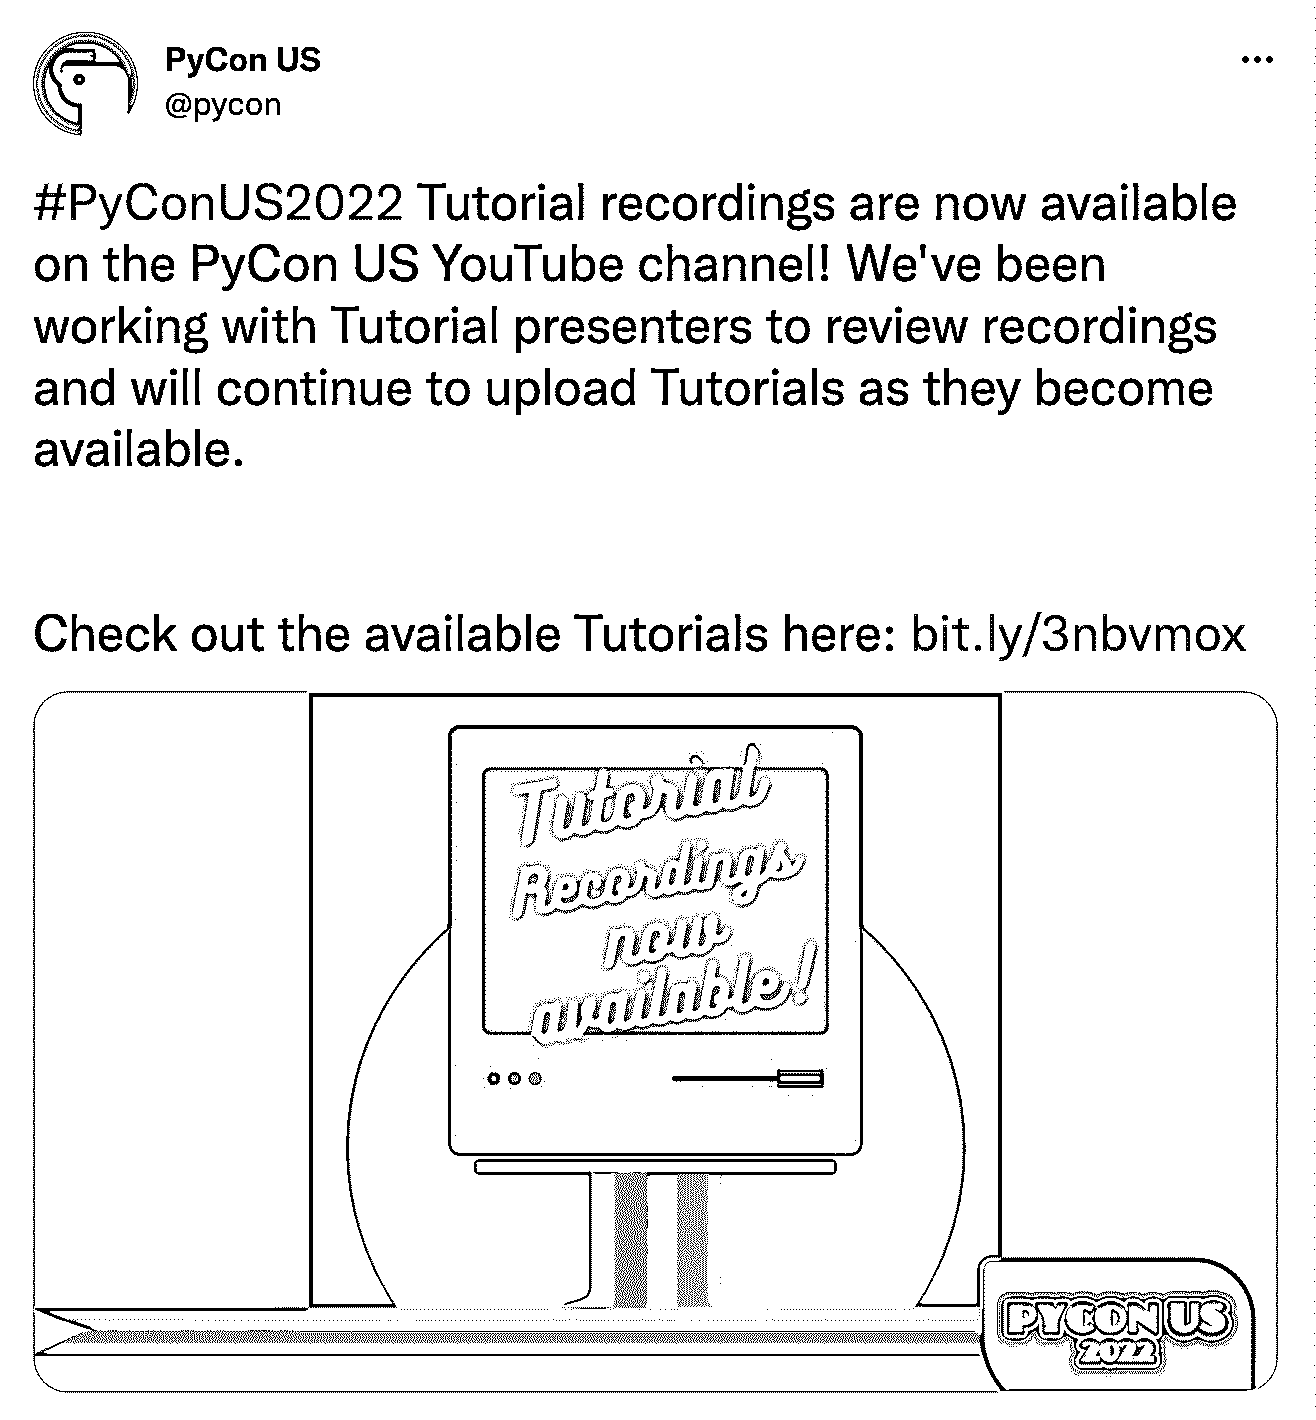 PyCon US
@pycon
#PyConUS2022 Tutorial recordings are now available
on the PyCon US YouTube channel! We've been
working with Tutorial presenters to review recordings
and will continue to upload Tutorials as they become
available.
Check out the available Tutorials here: bit.ly/3nbvmox
Tutorial
Recordings
now
available!
PYCON US
2022